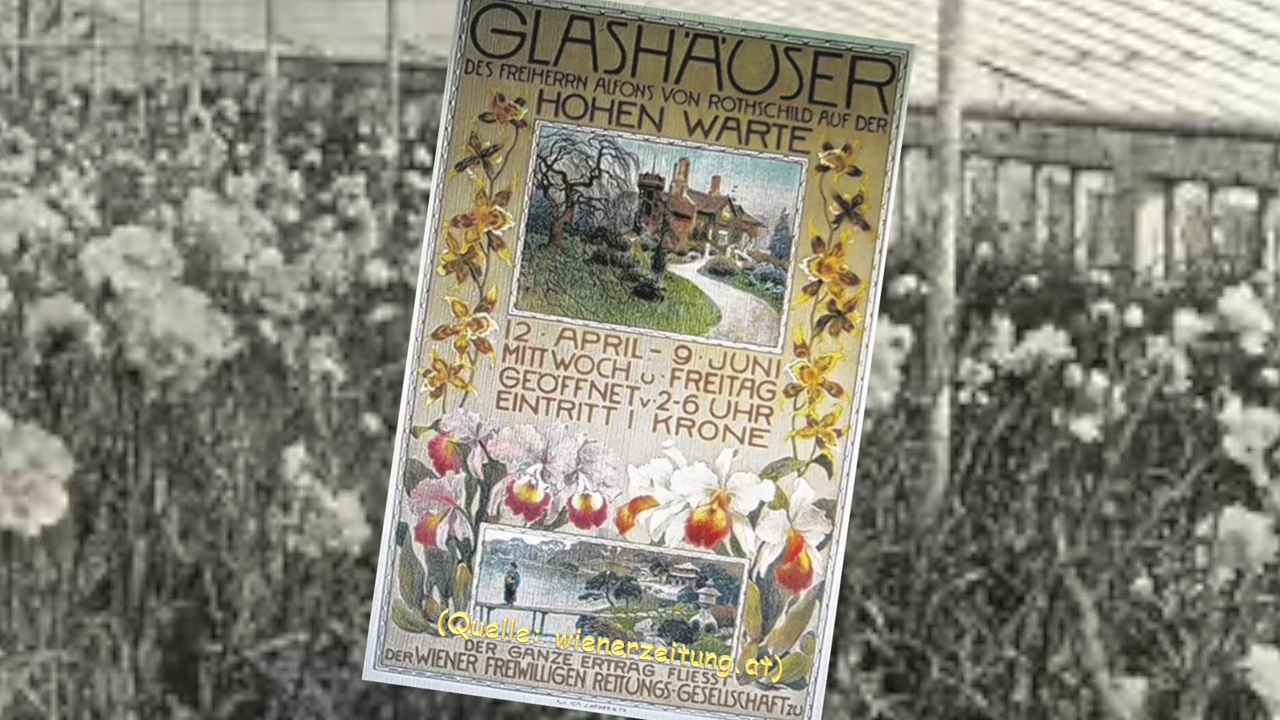 GLASHÄUSER
DES FREIHERRN ALFONS VON ROTHSCHILD AUF DER
HOHEN WARTE
12. APRIL - 9. JUNI
MITTWOCH U. FREITAG
GEÖFFNET V. 2-6 UHR
EINTRITT 1 KRONE
(Quelle: wienerzeitung.at)
DER GANZE ERTRAG FLIESST
DER WIENER FREIWILLIGEN RETTUNGS-GESELLSCHAFT ZU